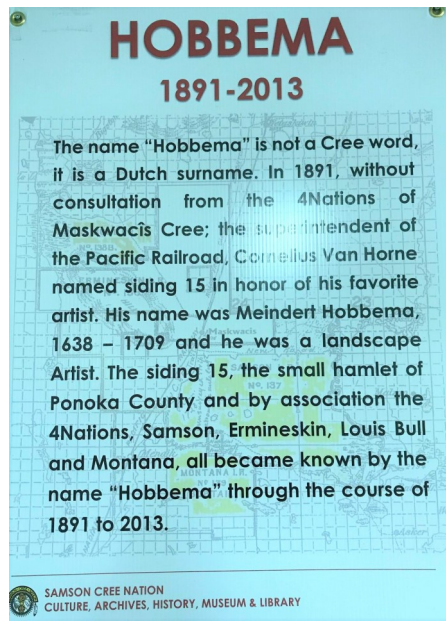 HOBBEMA
1891-2013
The name “Hobbema” is not a Cree word,
it is a Dutch surname. In 1891, without
consultation from the 4Nations of
Maskwacîs Cree; the superintendent of
the Pacific Railroad, Cornelius Van Horne
named siding 15 in honor of his favorite
artist. His name was Meindert Hobbema,
1638 – 1709 and he was a landscape
Artist. The siding 15, the small hamlet of
Ponoka County and by association the
4Nations, Samson, Ermineskin, Louis Bull
and Montana, all became known by the
name “Hobbema” through the course of
1891 to 2013.
Maskwacis
No. 138B
No. 137
SAMSON CREE NATION
CULTURE, ARCHIVES, HISTORY, MUSEUM & LIBRARY